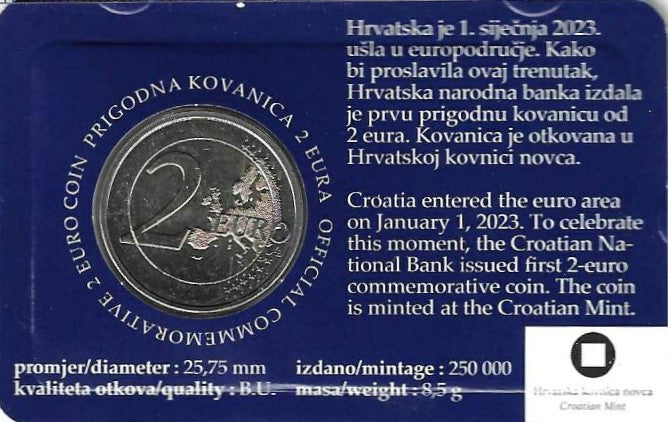 Hrvatska je 1. siječnja 2023.
ušla u europodručje. Kako
bi proslavila ovaj trenutak,
Hrvatska narodna banka izdala
je prvu prigodnu kovanicu od
2 eura. Kovanica je otkovana u
Hrvatskoj kovnici novca.
Croatia entered the euro area
on January 1, 2023. To celebrate
this moment, the Croatian Na-
tional Bank issued first 2-euro
commemorative coin. The coin
is minted at the Croatian Mint.
PRIGODNA KOVANICA 2 EURA
OFFICIAL COMMEMORATIVE 2 EURO COIN
2 EURO
promjer/diameter : 25,75 mm
kvaliteta otkova/quality : B.U.
izdano/mintage : 250 000
masa/weight : 8,5 g
Hrvatska kovnica novca
Croatian Mint